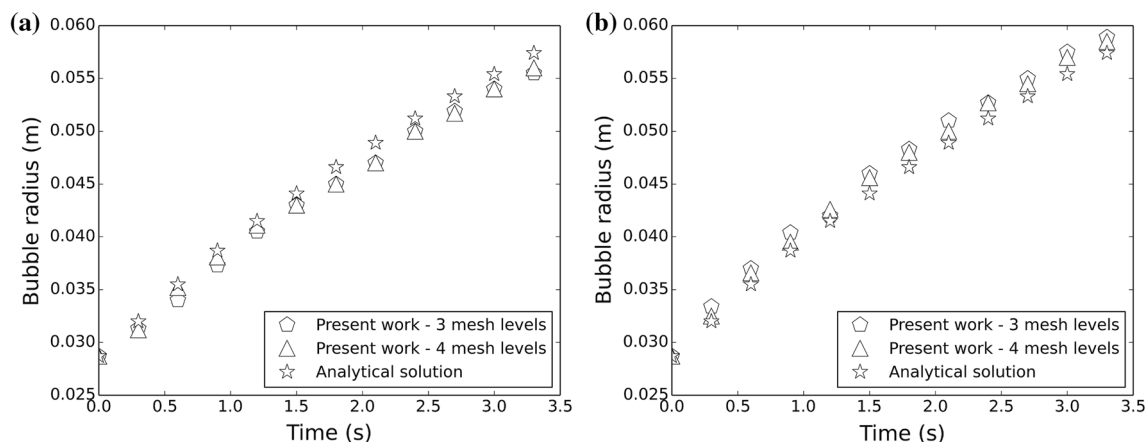 (a)
0.060
0.055
0.050
0.045
0.040
0.035
0.030
0.025
Bubble radius (m)
Present work - 3 mesh levels
Present work - 4 mesh levels
Analytical solution
0.0 0.5 1.0 1.5 2.0 2.5 3.0 3.5
Time (s)
(b)
0.060
0.055
0.050
0.045
0.040
0.035
0.030
0.025
Bubble radius (m)
Present work - 3 mesh levels
Present work - 4 mesh levels
Analytical solution
0.0 0.5 1.0 1.5 2.0 2.5 3.0 3.5
Time (s)